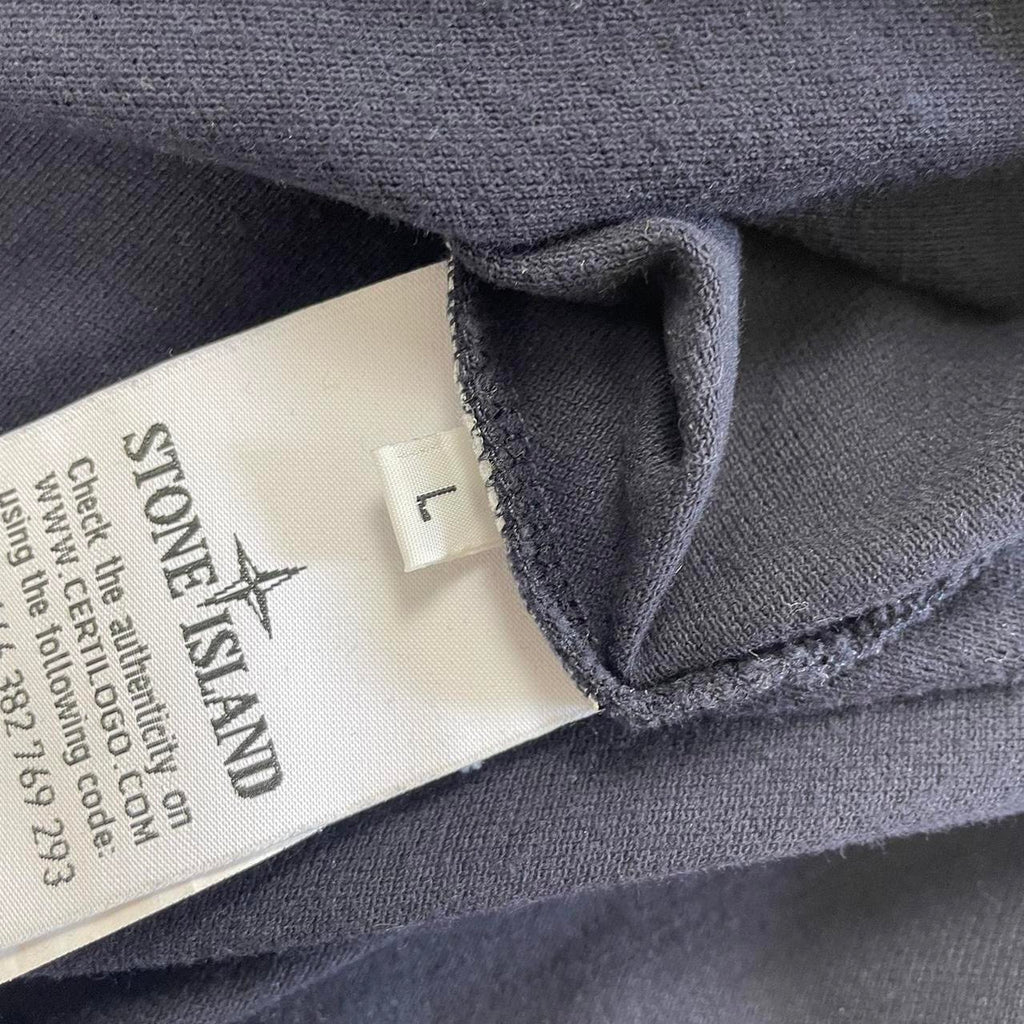 STONE ISLAND
Check the authenticity on
WWW.CERTILOGO.COM
using the following code:
382 769 293
L